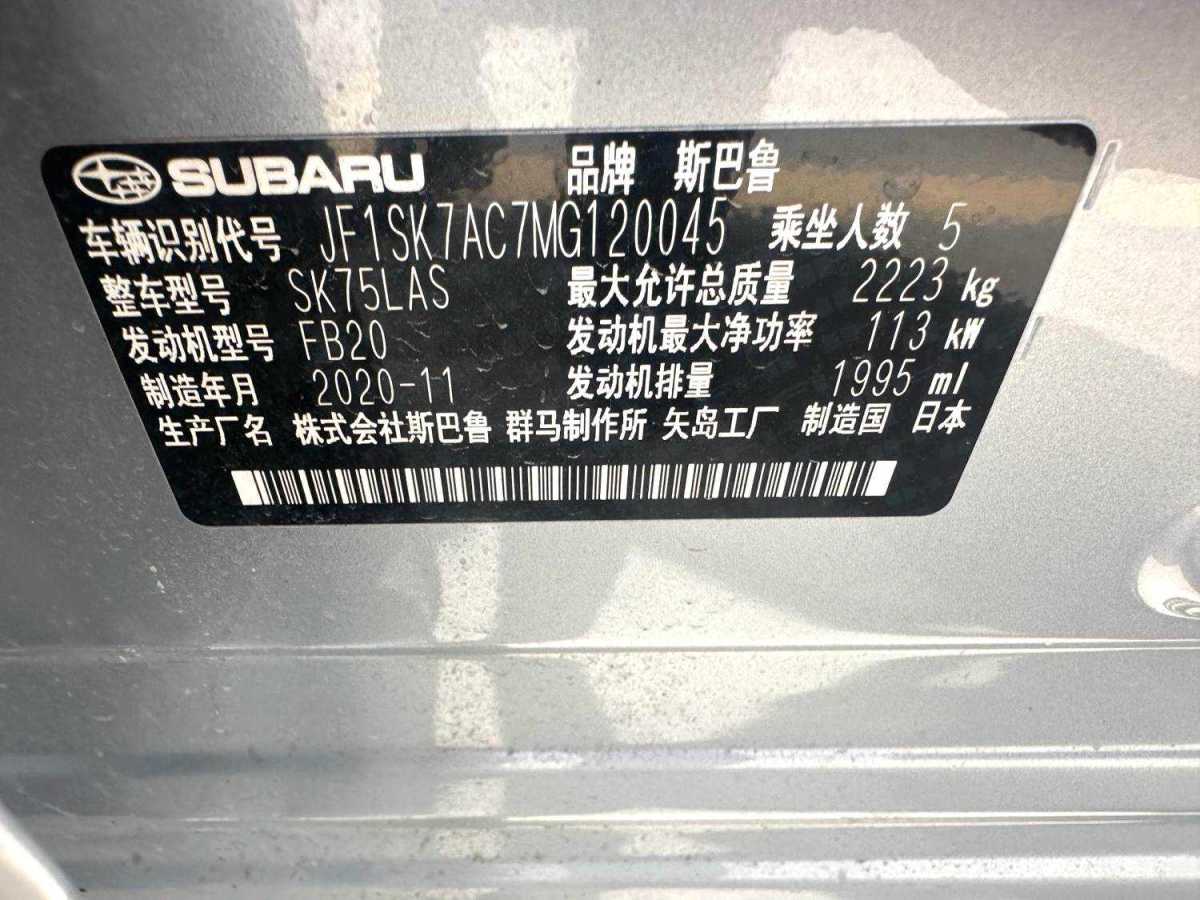 SUBARU 品牌 斯巴鲁
车辆识别代号 JF1SK7AC7MG120045 乘坐人数 5
整车型号 SK75LAS 最大允许总质量 2223 kg
发动机型号 FB20 发动机最大净功率 113 kW
制造年月 2020-11 发动机排量 1995 ml
生产厂名 株式会社斯巴鲁 群马制作所 矢岛工厂 制造国 日本